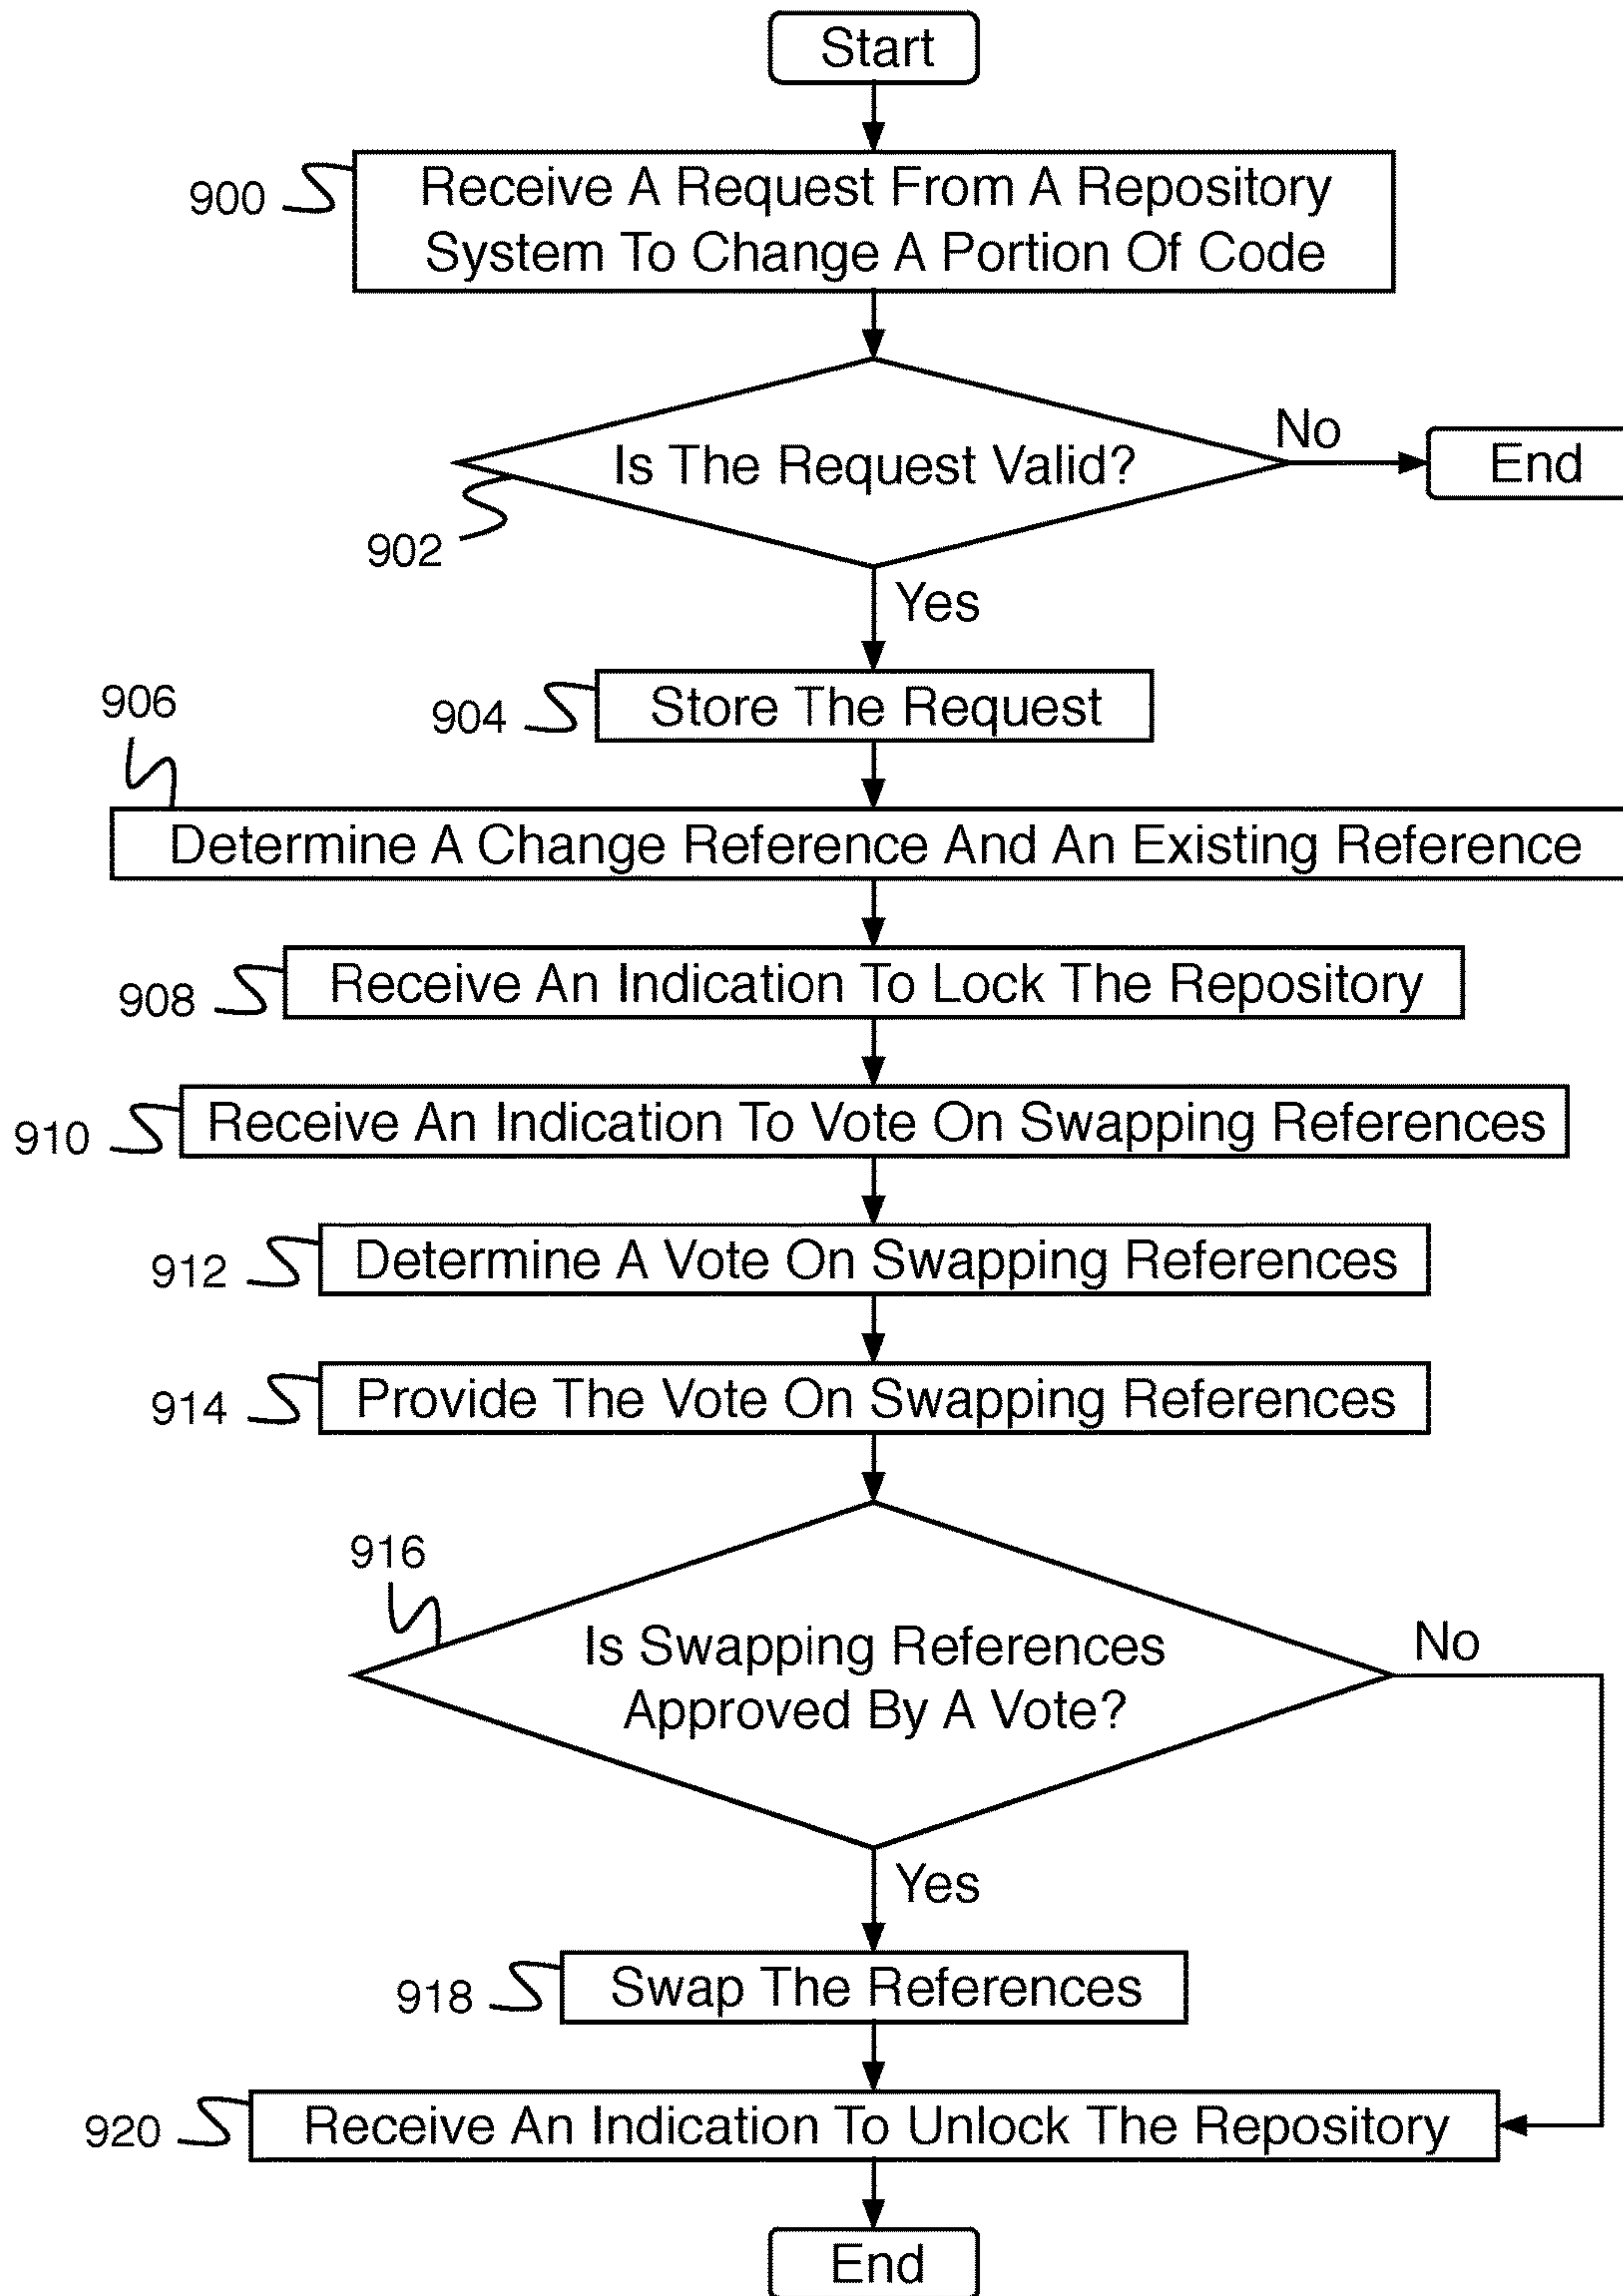 Start
900
Receive A Request From A Repository
System To Change A Portion Of Code
Is The Request Valid?
No
End
902
Yes
904
Store The Request
906
Determine A Change Reference And An Existing Reference
908
Receive An Indication To Lock The Repository
910
Receive An Indication To Vote On Swapping References
912
Determine A Vote On Swapping References
914
Provide The Vote On Swapping References
916
Is Swapping References
Approved By A Vote?
No
Yes
918
Swap The References
920
Receive An Indication To Unlock The Repository
End